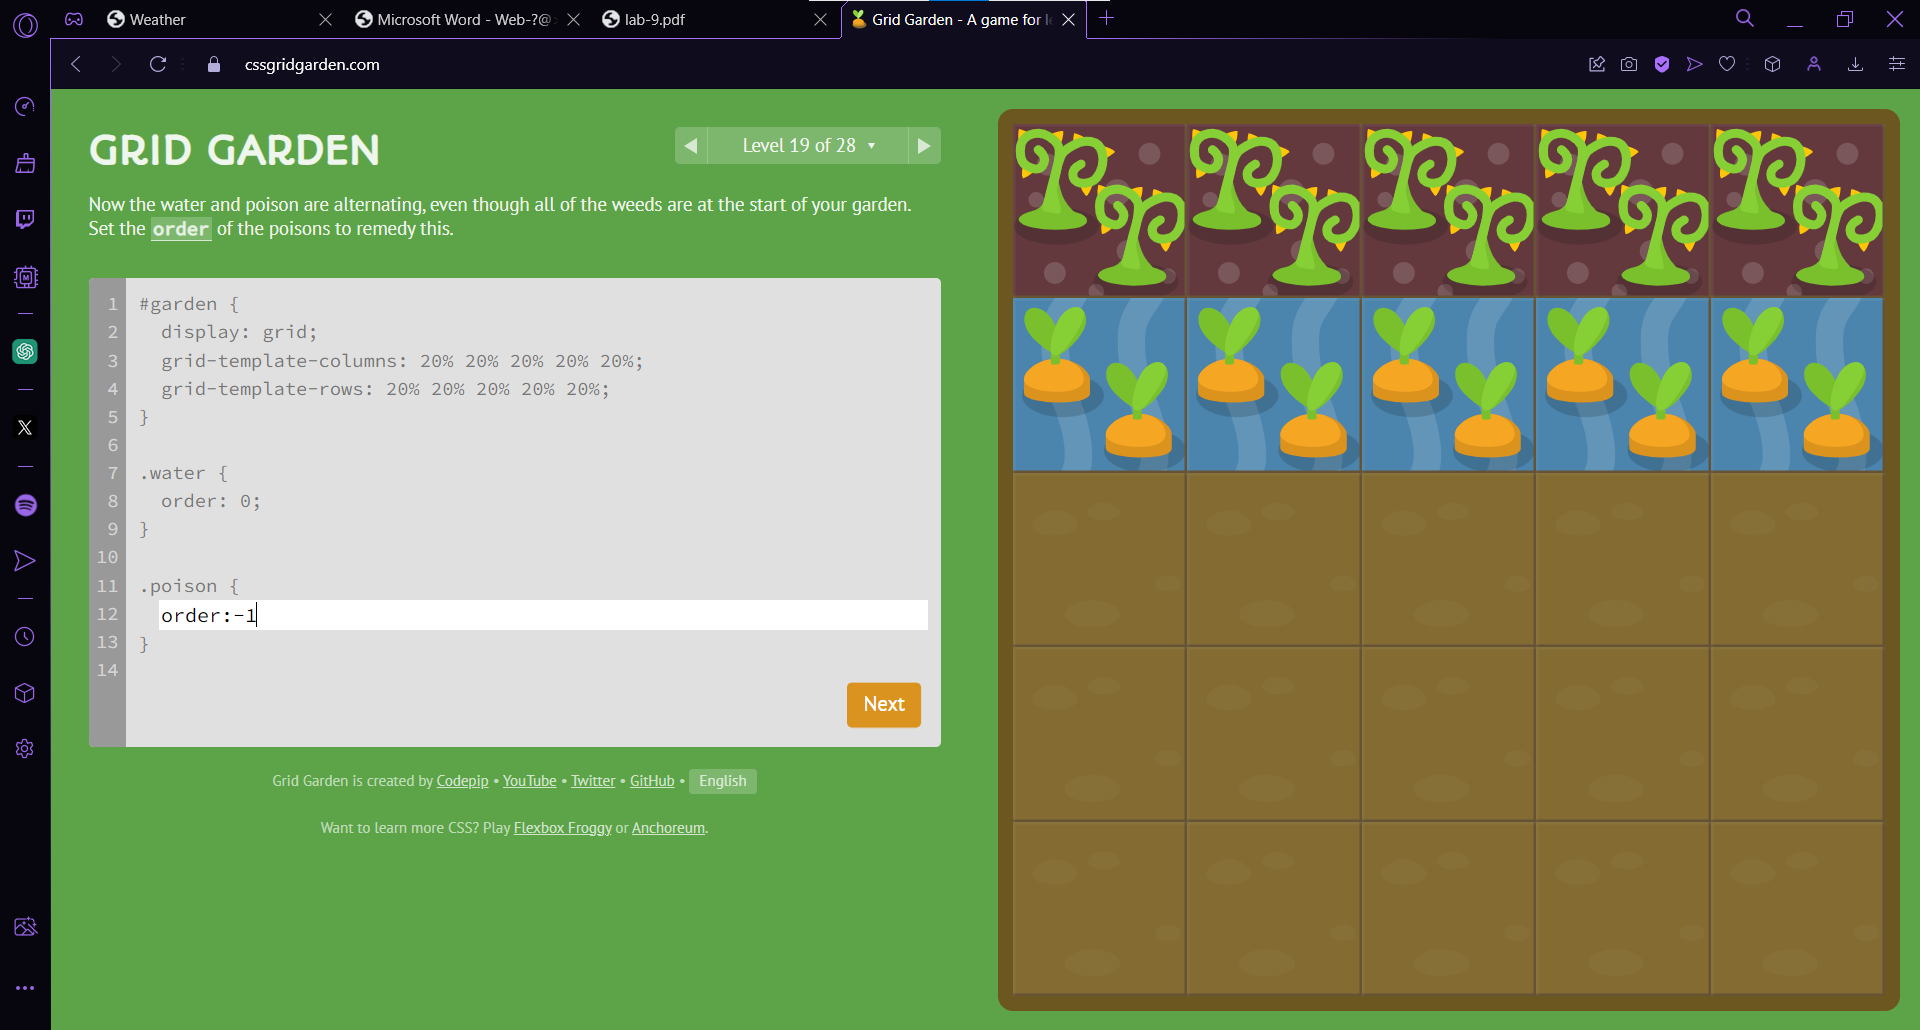 Weather
Microsoft Word - Web-?@
lab-9.pdf
Grid Garden - A game for l
cssgridgarden.com
GRID GARDEN
Level 19 of 28
Now the water and poison are alternating, even though all of the weeds are at the start of your garden.
Set the order of the poisons to remedy this.
1 #garden {
2 display: grid;
3 grid-template-columns: 20% 20% 20% 20% 20%;
4 grid-template-rows: 20% 20% 20% 20% 20%;
5 }
6
7 .water {
8 order: 0;
9 }
10
11 .poison {
12 order:-1
13 }
14
Next
Grid Garden is created by Codepip • YouTube • Twitter • GitHub • English
Want to learn more CSS? Play Flexbox Froggy or Anchoreum.